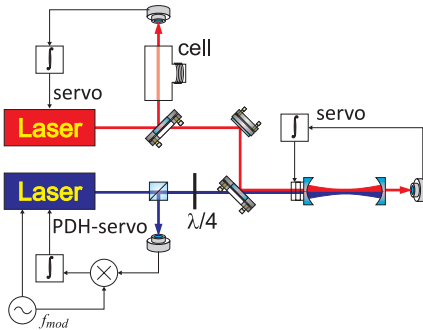 cell
∫
servo
Laser
servo
∫
Laser
PDH-servo
λ/4
∫
f_mod